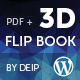 PDF + 3D
FLIP BOOK
BY DEIP